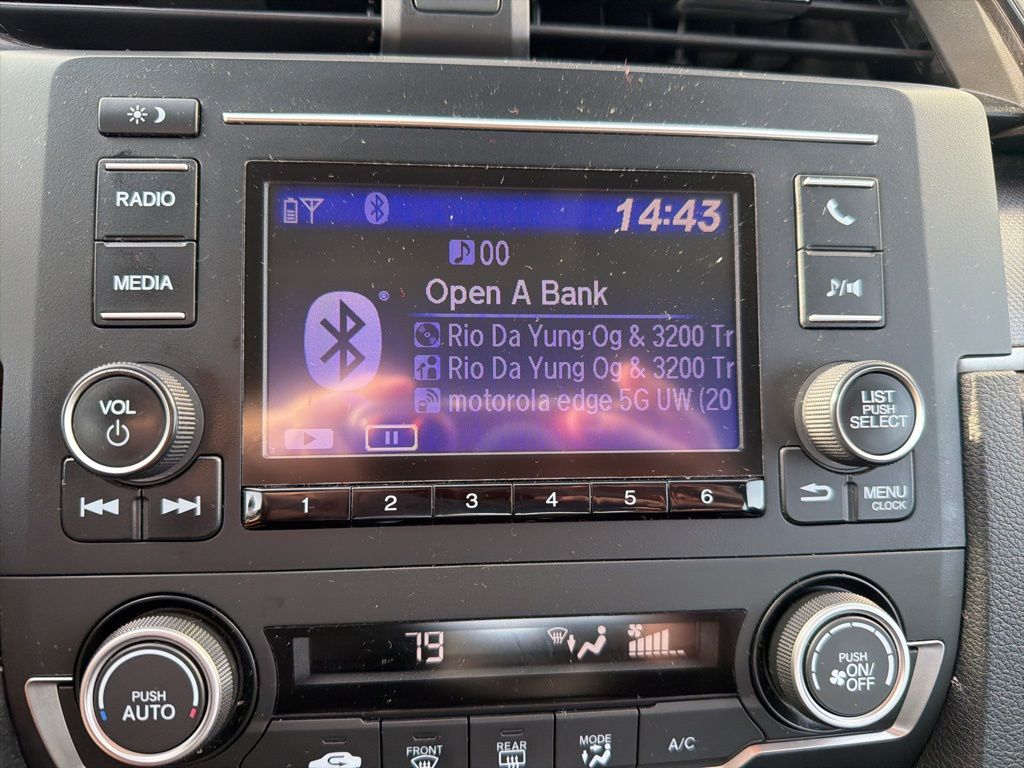 14:43
RADIO
00
MEDIA
Open A Bank
®
Rio Da Yung Og & 3200 Tr
Rio Da Yung Og & 3200 Tr
motorola edge 5G UW (20
VOL
LIST
PUSH
SELECT
1 2 3 4 5 6
MENU
CLOCK
79
PUSH
AUTO
PUSH
ON/
OFF
FRONT
REAR
MODE
A/C